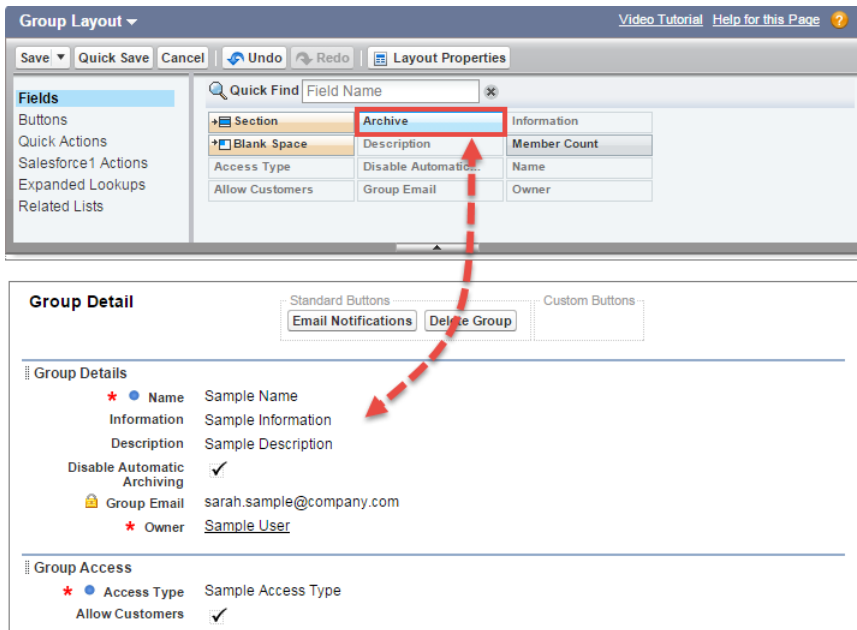 Group Layout Video Tutorial Help for this Page ?
Save Quick Save Cancel Undo Redo Layout Properties
Fields
Buttons
Quick Actions
Salesforce1 Actions
Expanded Lookups
Related Lists
Quick Find Field Name
Section Archive Information
Blank Space Description Member Count
Access Type Disable Automatic... Name
Allow Customers Group Email Owner
Group Detail
Standard Buttons
Email Notifications Delete Group
Custom Buttons
Group Details
* Name Sample Name
Information Sample Information
Description Sample Description
Disable Automatic
Archiving
Group Email sarah.sample@company.com
* Owner Sample User
Group Access
* Access Type Sample Access Type
Allow Customers